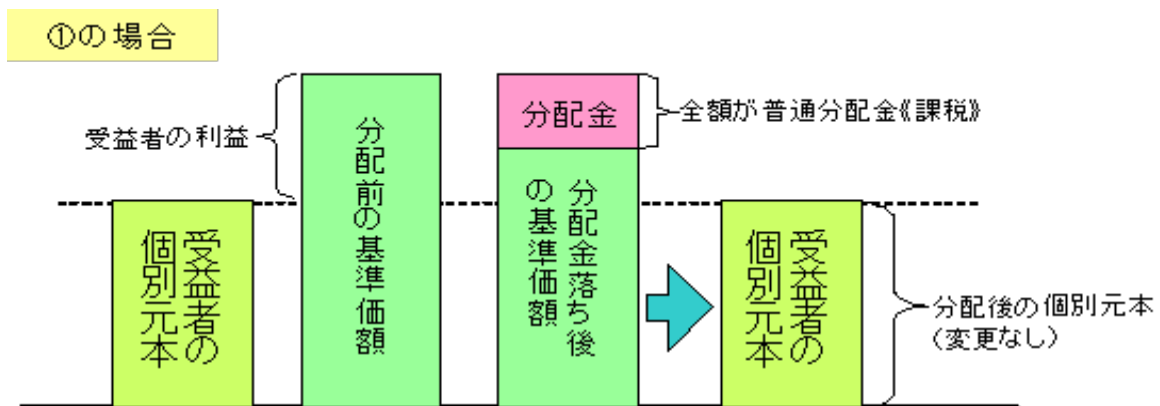 ①の場合
受益者の利益
分配前の基準価額
分配金
全額が普通分配金《課税》
分配金落ち後
の基準価額
受益者の
個別元本
受益者の
個別元本
分配後の個別元本
（変更なし）